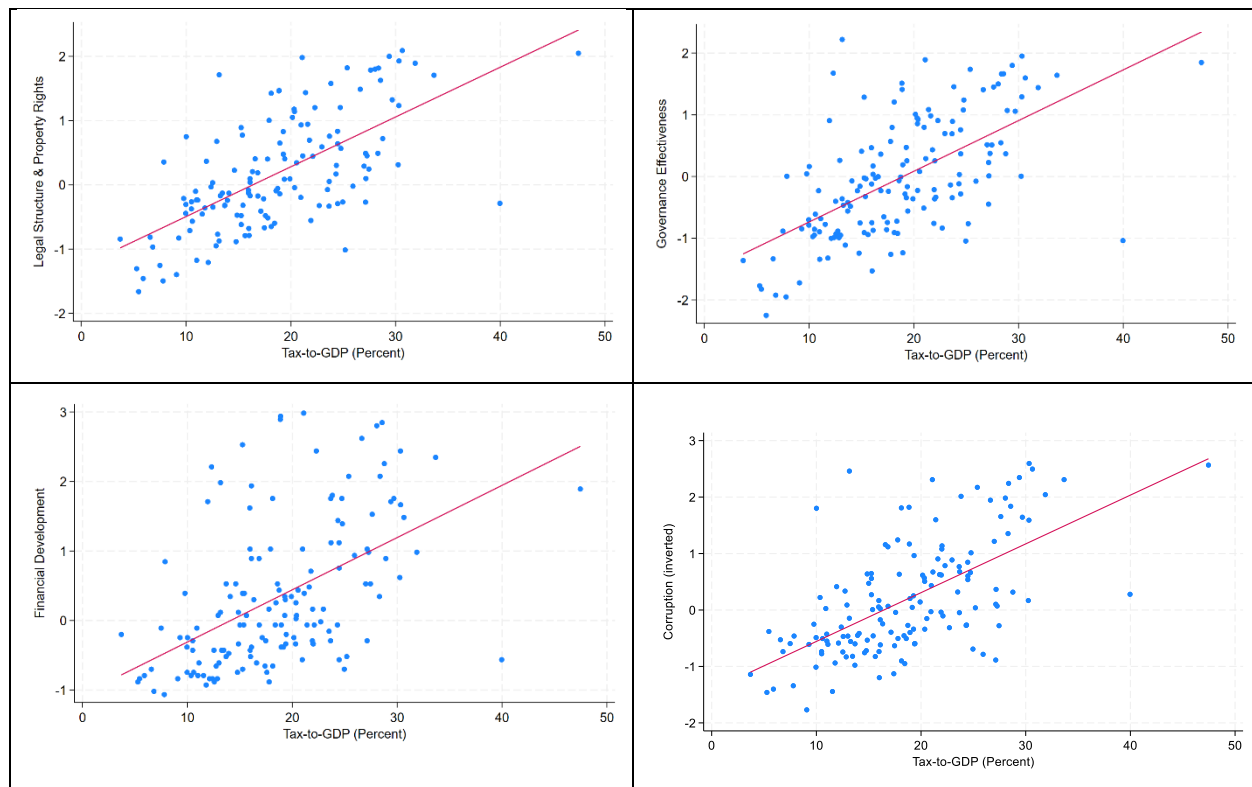 Legal Structure & Property Rights
2
1
0
-1
-2
0 10 20 30 40 50
Tax-to-GDP (Percent)
Governance Effectiveness
2
1
0
-1
-2
0 10 20 30 40 50
Tax-to-GDP (Percent)
Financial Development
3
2
1
0
-1
0 10 20 30 40 50
Tax-to-GDP (Percent)
Corruption (inverted)
3
2
1
0
-1
-2
0 10 20 30 40 50
Tax-to-GDP (Percent)